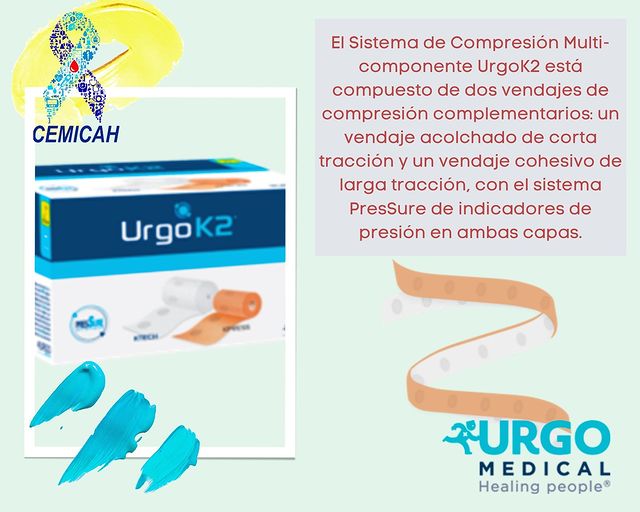 CEMICAH
El Sistema de Compresión Multi-
componente UrgoK2 está
compuesto de dos vendajes de
compresión complementarios: un
vendaje acolchado de corta
tracción y un vendaje cohesivo de
larga tracción, con el sistema
PresSure de indicadores de
presión en ambas capas.
UrgoK2
PRESSURE
KTECH
KPRESS
URGO
MEDICAL
Healing people®